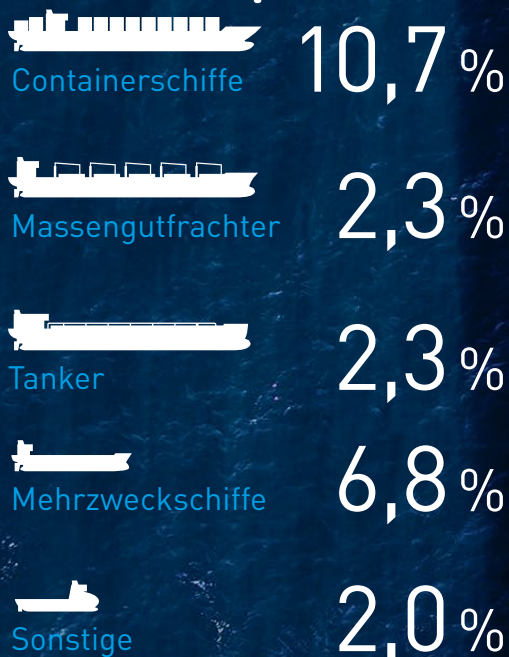 Containerschiffe 10,7 %
Massengutfrachter 2,3 %
Tanker 2,3 %
Mehrzweckschiffe 6,8 %
Sonstige 2,0 %